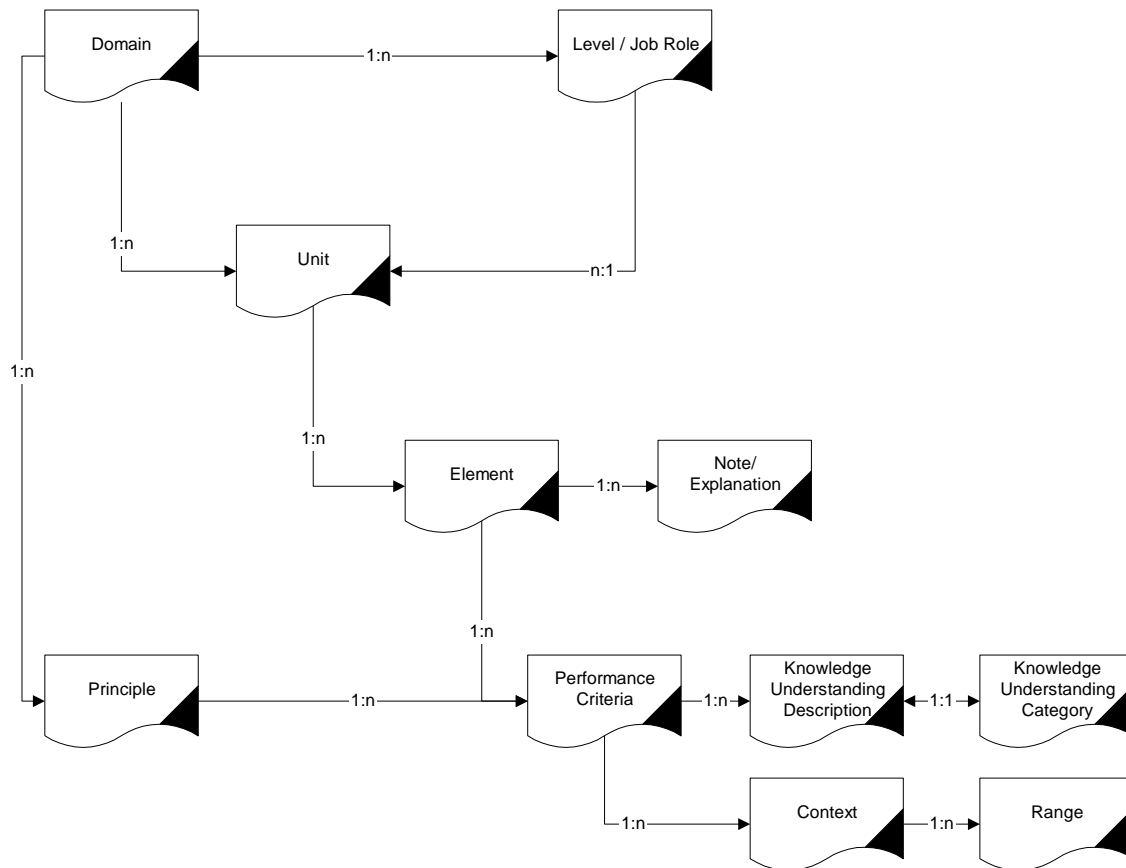 Domain
1:n
Level / Job Role
1:n
Unit
n:1
1:n
1:n
Element
1:n
Note/
Explanation
1:n
Principle
1:n
Performance
Criteria
1:n
Knowledge
Understanding
Description
1:1
Knowledge
Understanding
Category
1:n
Context
1:n
Range